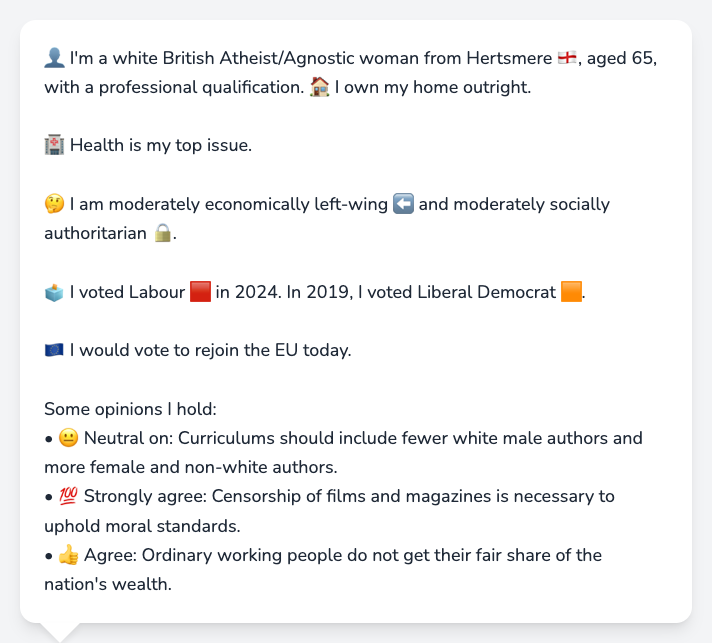 👤 I'm a white British Atheist/Agnostic woman from Hertsmere 🏴󠁧󠁢󠁥󠁮󠁧󠁿, aged 65,
with a professional qualification. 🏠 I own my home outright.
🏥 Health is my top issue.
🤔 I am moderately economically left-wing ⬅️ and moderately socially
authoritarian 🔒.
🗳️ I voted Labour 🟥 in 2024. In 2019, I voted Liberal Democrat 🟧.
🇪🇺 I would vote to rejoin the EU today.
Some opinions I hold:
• 😐 Neutral on: Curriculums should include fewer white male authors and
more female and non-white authors.
• 💯 Strongly agree: Censorship of films and magazines is necessary to
uphold moral standards.
• 👍 Agree: Ordinary working people do not get their fair share of the
nation's wealth.